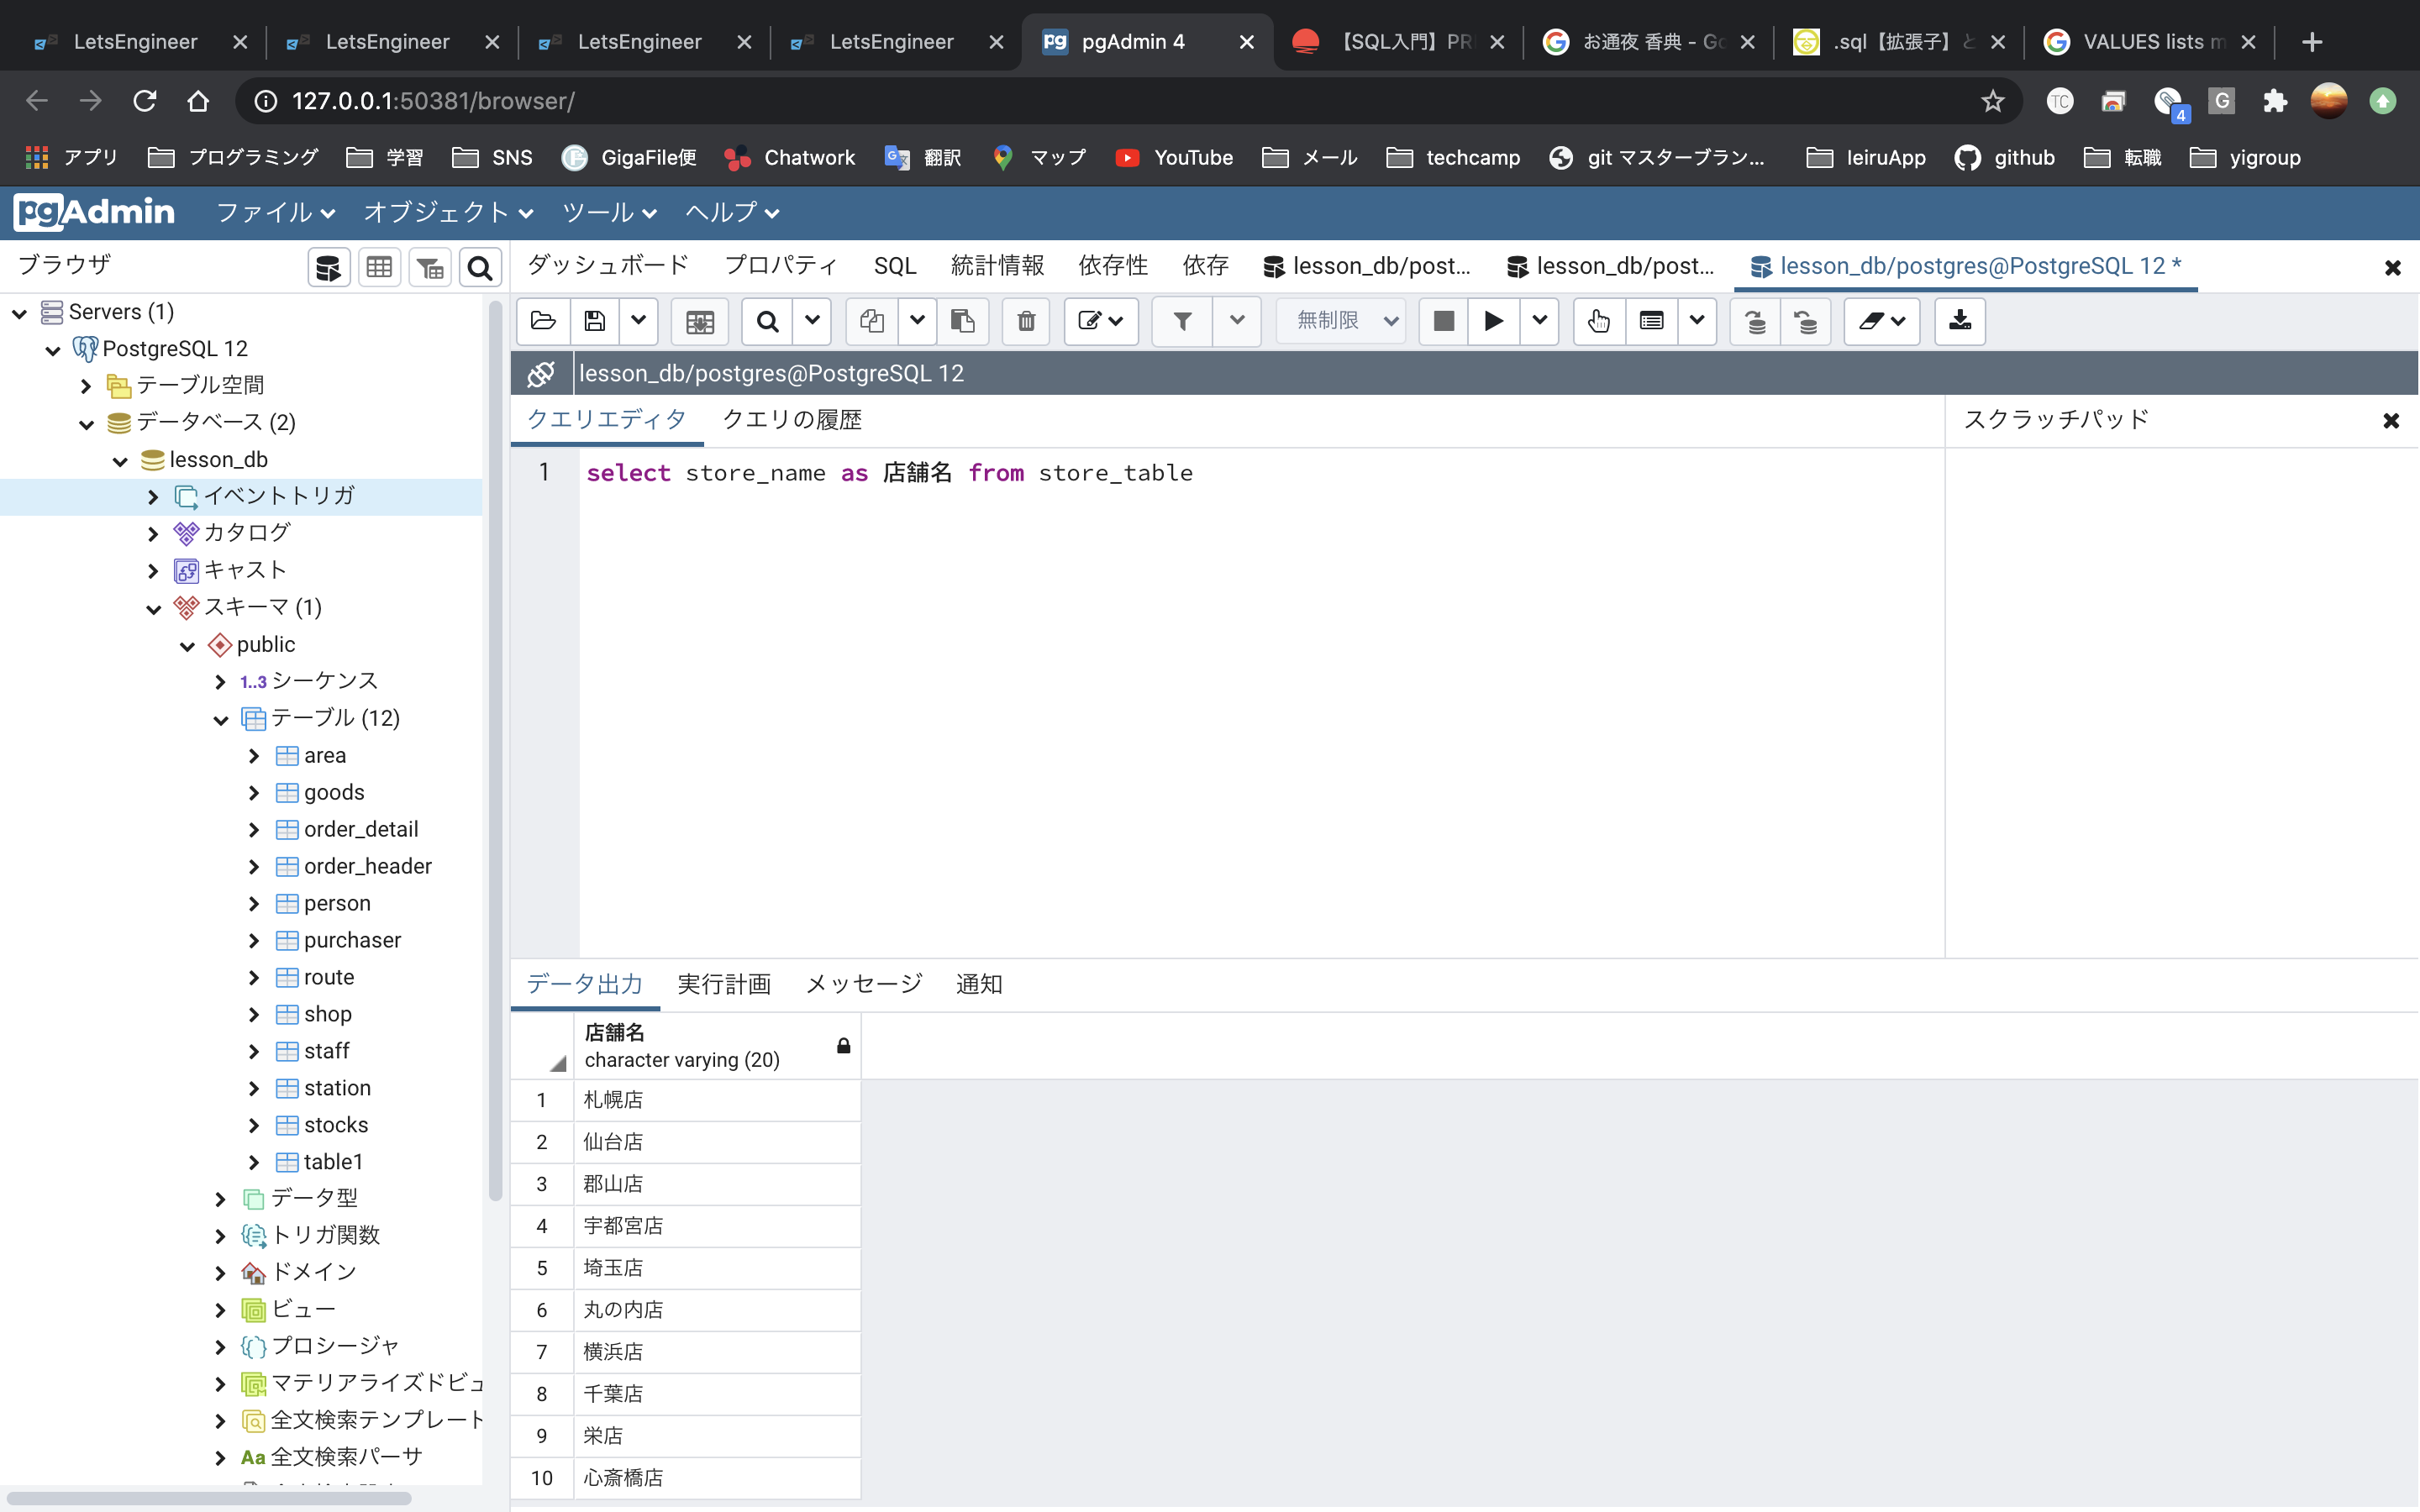 LetsEngineer
LetsEngineer
LetsEngineer
LetsEngineer
pgAdmin 4
【SQL入門】PR
お通夜 香典 - Go
.sql【拡張子】と
VALUES lists m
127.0.0.1:50381/browser/
TC
4
G
アプリ
プログラミング
学習
SNS
GigaFile便
Chatwork
翻訳
マップ
YouTube
メール
techcamp
git マスターブラン...
leiruApp
github
転職
yigroup
pgAdmin
ファイル
オブジェクト
ツール
ヘルプ
ブラウザ
ダッシュボード
プロパティ
SQL
統計情報
依存性
依存
lesson_db/post...
lesson_db/post...
lesson_db/postgres@PostgreSQL 12 *
無制限
lesson_db/postgres@PostgreSQL 12
クエリエディタ
クエリの履歴
スクラッチパッド
1 select store_name as 店舗名 from store_table
Servers (1)
PostgreSQL 12
テーブル空間
データベース (2)
lesson_db
イベントトリガ
カタログ
キャスト
スキーマ (1)
public
1..3 シーケンス
テーブル (12)
area
goods
order_detail
order_header
person
purchaser
route
shop
staff
station
stocks
table1
データ型
トリガ関数
ドメイン
ビュー
プロシージャ
マテリアライズドビュ
全文検索テンプレート
Aa 全文検索パーサ
データ出力
実行計画
メッセージ
通知
店舗名
character varying (20)
1 札幌店
2 仙台店
3 郡山店
4 宇都宮店
5 埼玉店
6 丸の内店
7 横浜店
8 千葉店
9 栄店
10 心斎橋店